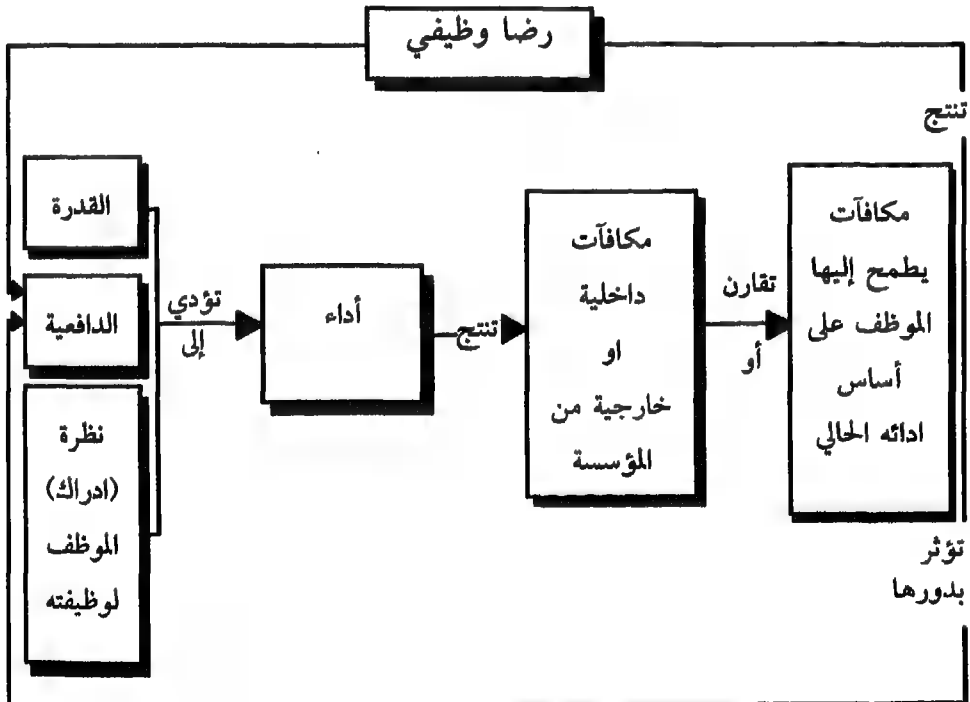 رضا وظيفي
تنتج
القدرة
الدافعية
نظرة
(ادراك)
الموظف
لوظيفته
تؤدي
إلى
أداء
تنتج
مكافآت
داخلية
او
خارجية من
المؤسسة
تقارن
أو
مكافآت
يطمح إليها
الموظف على
أساس
ادائه الحالي
تؤثر
بدورها